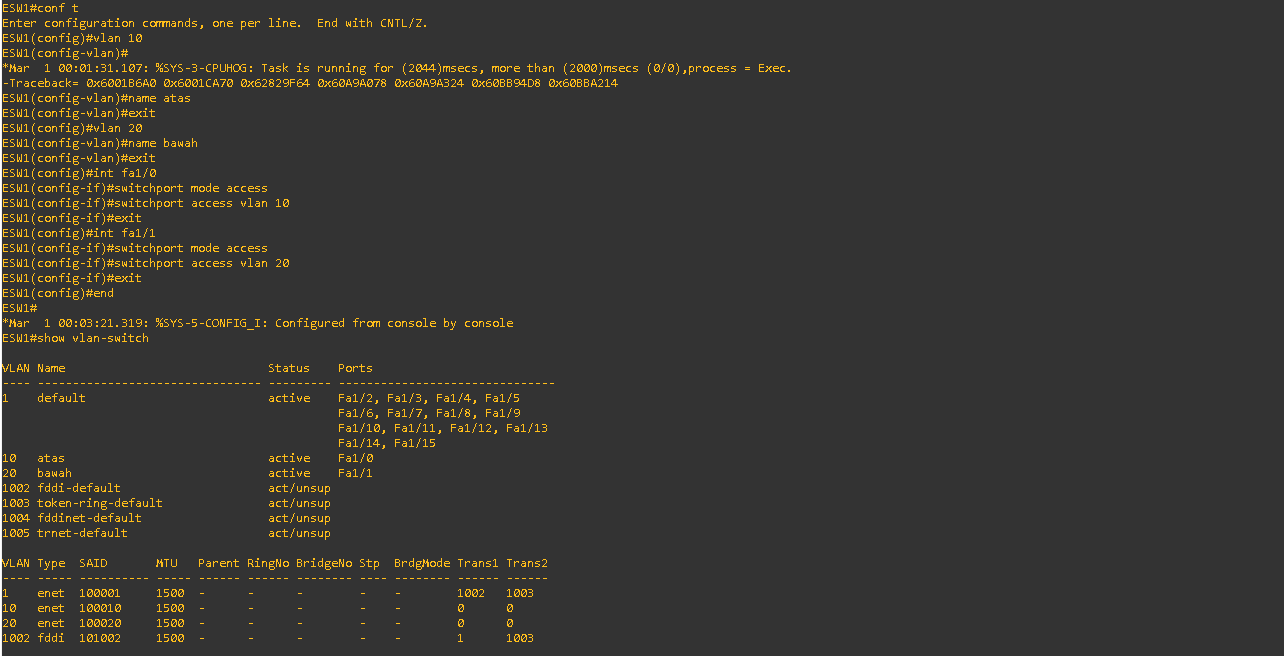 ESW1#conf t
Enter configuration commands, one per line.  End with CNTL/Z.
ESW1(config)#vlan 10
ESW1(config-vlan)#
*Mar  1 00:01:31.107: %SYS-3-CPUHOG: Task is running for (2044)msecs, more than (2000)msecs (0/0),process = Exec.
-Traceback= 0x6001B6A0 0x6001CA70 0x62829F64 0x60A9A078 0x60A9A324 0x60BB94D8 0x60BBA214
ESW1(config-vlan)#name atas
ESW1(config-vlan)#exit
ESW1(config)#vlan 20
ESW1(config-vlan)#name bawah
ESW1(config-vlan)#exit
ESW1(config)#int fa1/0
ESW1(config-if)#switchport mode access
ESW1(config-if)#switchport access vlan 10
ESW1(config-if)#exit
ESW1(config)#int fa1/1
ESW1(config-if)#switchport mode access
ESW1(config-if)#switchport access vlan 20
ESW1(config-if)#exit
ESW1(config)#end
ESW1#
*Mar  1 00:03:21.319: %SYS-5-CONFIG_I: Configured from console by console
ESW1#show vlan-switch

VLAN Name                             Status    Ports
---- -------------------------------- --------- -------------------------------
1    default                          active    Fa1/2, Fa1/3, Fa1/4, Fa1/5
                                                Fa1/6, Fa1/7, Fa1/8, Fa1/9
                                                Fa1/10, Fa1/11, Fa1/12, Fa1/13
                                                Fa1/14, Fa1/15
10   atas                             active    Fa1/0
20   bawah                            active    Fa1/1
1002 fddi-default                     act/unsup
1003 token-ring-default               act/unsup
1004 fddinet-default                  act/unsup
1005 trnet-default                    act/unsup

VLAN Type  SAID       MTU   Parent RingNo BridgeNo Stp  BrdgMode Trans1 Trans2
---- ----- ---------- ----- ------ ------ -------- ---- -------- ------ ------
1    enet  100001     1500  -      -      -        -    -        1002   1003
10   enet  100010     1500  -      -      -        -    -        0      0
20   enet  100020     1500  -      -      -        -    -        0      0
1002 fddi  101002     1500  -      -      -        -    -        1      1003